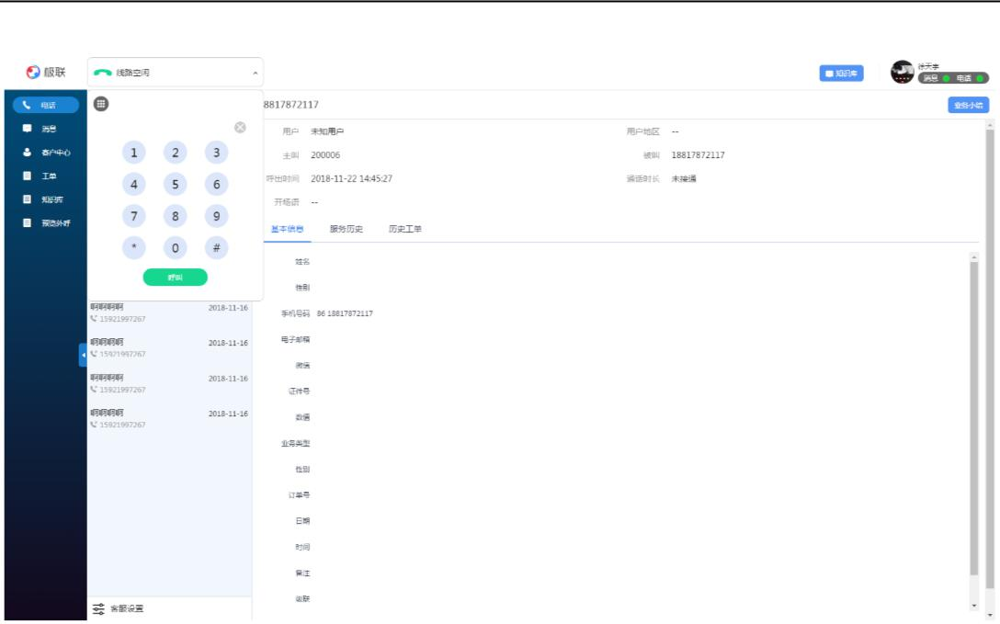 极联
线路空闲
知识库
徐天宇
消息 电话
电话
消息
客户中心
工单
知识库
预览外呼
1 2 3
4 5 6
7 8 9
* 0 #
呼叫
啊啊啊啊 2018-11-16
15921997267
啊啊啊啊 2018-11-16
15921997267
啊啊啊啊 2018-11-16
15921997267
啊啊啊啊 2018-11-16
15921997267
客服设置
8817872117
业务小结
用户 未知用户 用户地区 --
主叫 200006 被叫 18817872117
呼出时间 2018-11-22 14:45:27 通话时长 未接通
开场语 --
基本信息 服务历史 历史工单
姓名
性别
手机号码 86 18817872117
电子邮箱
微信
证件号
数值
业务类型
性别
订单号
日期
时间
备注
级联